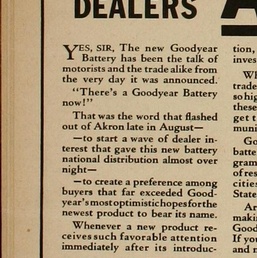 DEALERS
YES, SIR, The new Goodyear
Battery has been the talk of
motorists and the trade alike from
the very day it was announced.
"There's a Goodyear Battery
now!"
That was the word that flashed
out of Akron late in August—
—to start a wave of dealer in-
terest that gave this new battery
national distribution almost over
night—
—to create a preference among
buyers that far exceeded Good-
year's most optimistic hopes for the
newest product to bear its name.
Whenever a new product re-
ceives such favorable attention
immediately after its introduc-
tion,
inves
W
trade
so hig
these
get t
muni
Go
batte
gram
of res
cities
State
Ar
makin
Good
If you
and n